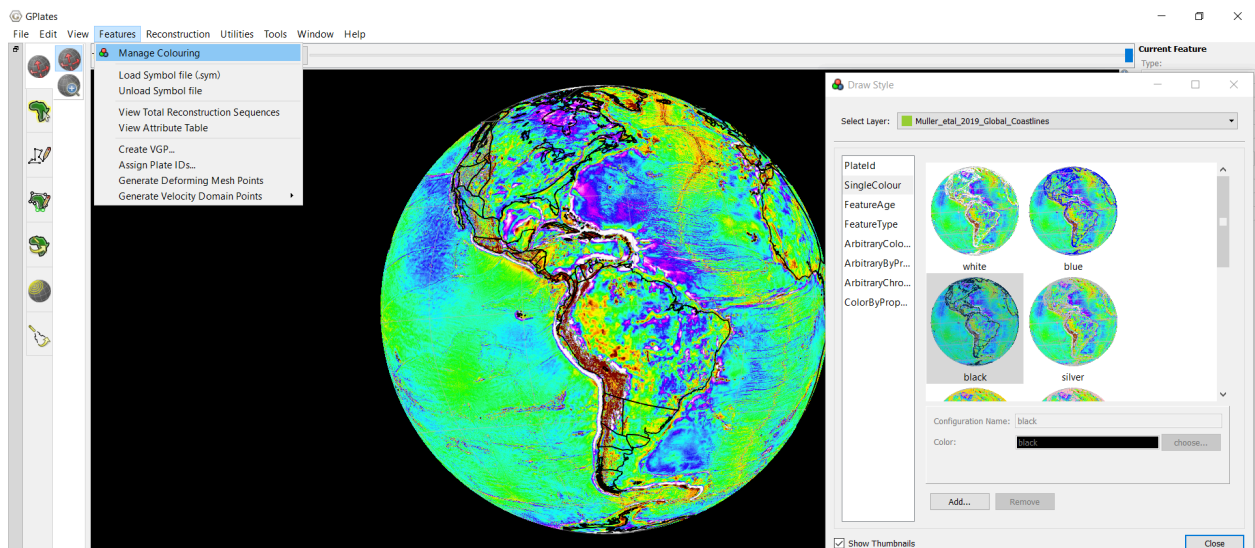 GPlates
File Edit View Features Reconstruction Utilities Tools Window Help
Manage Colouring
Load Symbol file (.sym)
Unload Symbol file
View Total Reconstruction Sequences
View Attribute Table
Create VGP...
Assign Plate IDs...
Generate Deforming Mesh Points
Generate Velocity Domain Points
Current Feature
Type:
Draw Style
Select Layer: Muller_etal_2019_Global_Coastlines
PlateId
SingleColour
FeatureAge
FeatureType
ArbitraryColo...
ArbitraryByPr...
ArbitraryChro...
ColorByProp...
white blue
black silver
Configuration Name: black
Color: black choose...
Add... Remove
Show Thumbnails Close